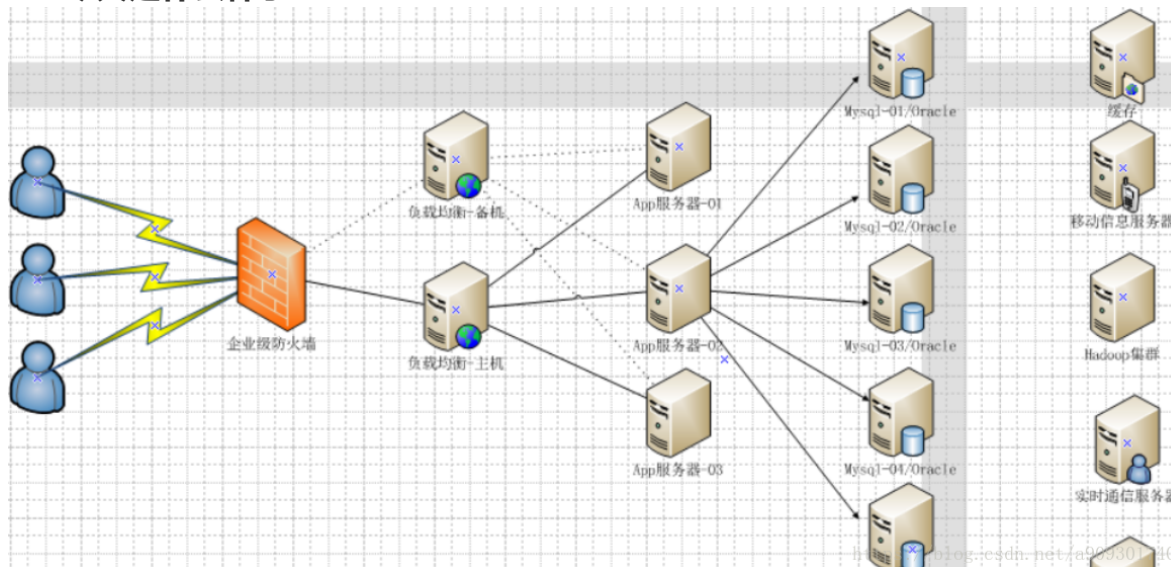 Mysql-01/Oracle
缓存
负载均衡-备机
App服务器-01
Mysql-02/Oracle
移动信息服务器
企业级防火墙
负载均衡-主机
App服务器-02
Mysql-03/Oracle
Hadoop集群
App服务器-03
Mysql-04/Oracle
实时通信服务器